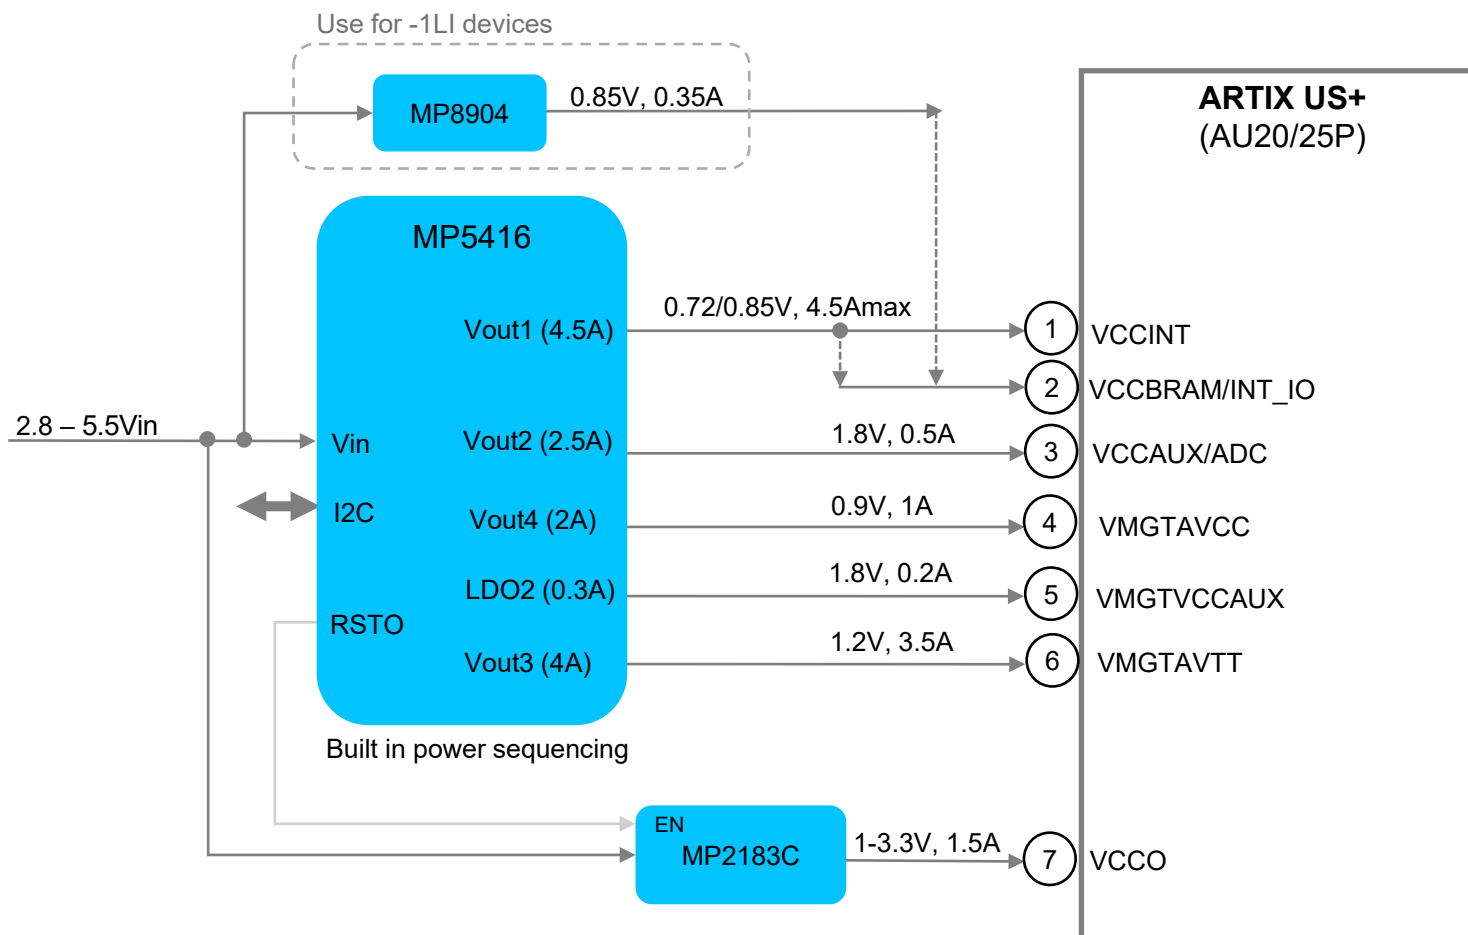 Use for -1LI devices
MP8904
0.85V, 0.35A
ARTIX US+
(AU20/25P)
MP5416
0.72/0.85V, 4.5Amax
Vout1 (4.5A)
1
VCCINT
2
VCCBRAM/INT_IO
2.8 – 5.5Vin
Vin
Vout2 (2.5A)
1.8V, 0.5A
3
VCCAUX/ADC
I2C
Vout4 (2A)
0.9V, 1A
4
VMGTAVCC
LDO2 (0.3A)
1.8V, 0.2A
5
VMGTVCCAUX
RSTO
Vout3 (4A)
1.2V, 3.5A
6
VMGTAVTT
Built in power sequencing
EN
MP2183C
1-3.3V, 1.5A
7
VCCO